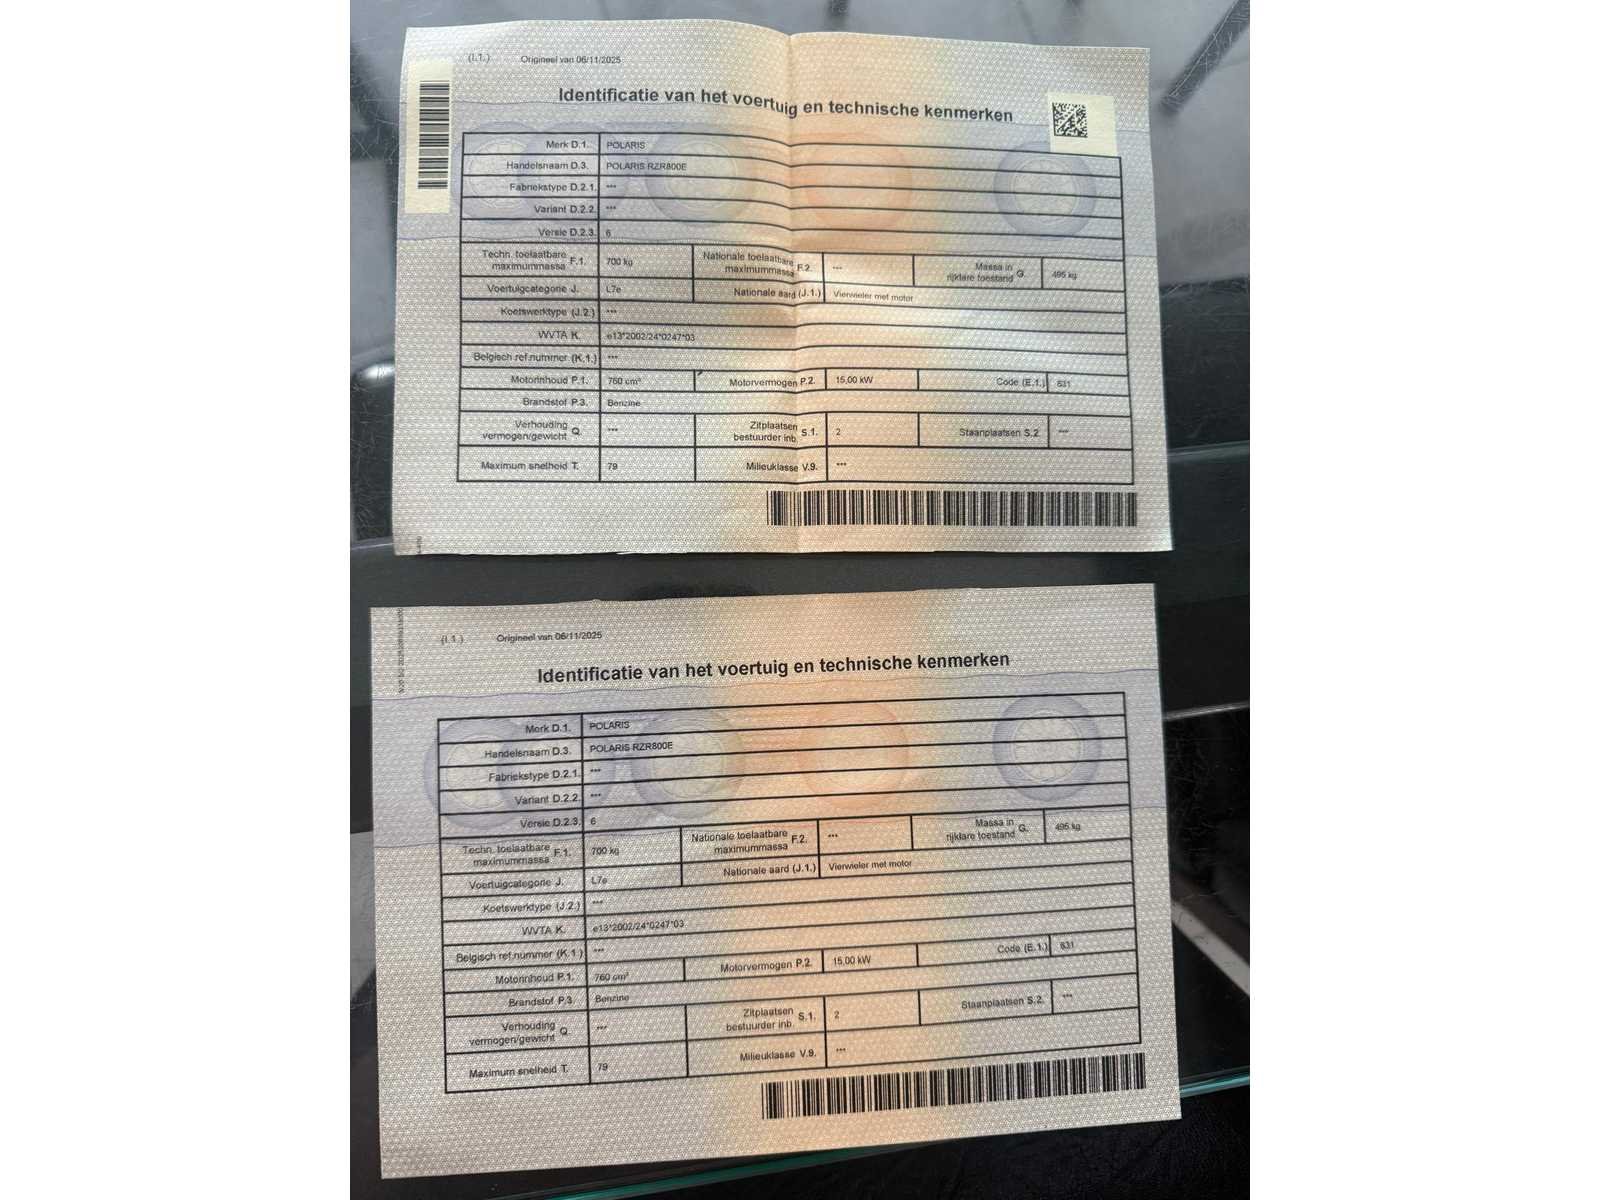 (I.1.) Origineel van 06/11/2025
Identificatie van het voertuig en technische kenmerken
Merk D.1. POLARIS
Handelsnaam D.3. POLARIS RZR800E
Fabriekstype D.2.1. ***
Variant D.2.2. ***
Versie D.2.3. 6
Techn. toelaatbare maximummassa F.1. 700 kg Nationale toelaatbare maximummassa F.2. *** Massa in rijklare toestand G. 495 kg
Voertuigcategorie J. L7e Nationale aard (J.1.) Vierwieler met motor
Koetswerktype (J.2.) ***
WVTA K. e13*2002/24*0247*03
Belgisch ref.nummer (K.1.) ***
Motorinhoud P.1. 760 cm³ Motorvermogen P.2. 15,00 kW Code (E.1.) 631
Brandstof P.3. Benzine
Verhouding vermogen/gewicht Q. *** Zitplaatsen bestuurder inb. S.1. 2 Staanplaatsen S.2. ***
Maximum snelheid T. 79 Milieuklasse V.9. ***
(I.1.) Origineel van 06/11/2025
Identificatie van het voertuig en technische kenmerken
Merk D.1. POLARIS
Handelsnaam D.3. POLARIS RZR800E
Fabriekstype D.2.1. ***
Variant D.2.2. ***
Versie D.2.3. 6
Techn. toelaatbare maximummassa F.1. 700 kg Nationale toelaatbare maximummassa F.2. *** Massa in rijklare toestand G. 495 kg
Voertuigcategorie J. L7e Nationale aard (J.1.) Vierwieler met motor
Koetswerktype (J.2.) ***
WVTA K. e13*2002/24*0247*03
Belgisch ref.nummer (K.1.) ***
Motorinhoud P.1. 760 cm³ Motorvermogen P.2. 15,00 kW Code (E.1.) 631
Brandstof P.3. Benzine
Verhouding vermogen/gewicht Q. *** Zitplaatsen bestuurder inb. S.1. 2 Staanplaatsen S.2. ***
Maximum snelheid T. 79 Milieuklasse V.9. ***